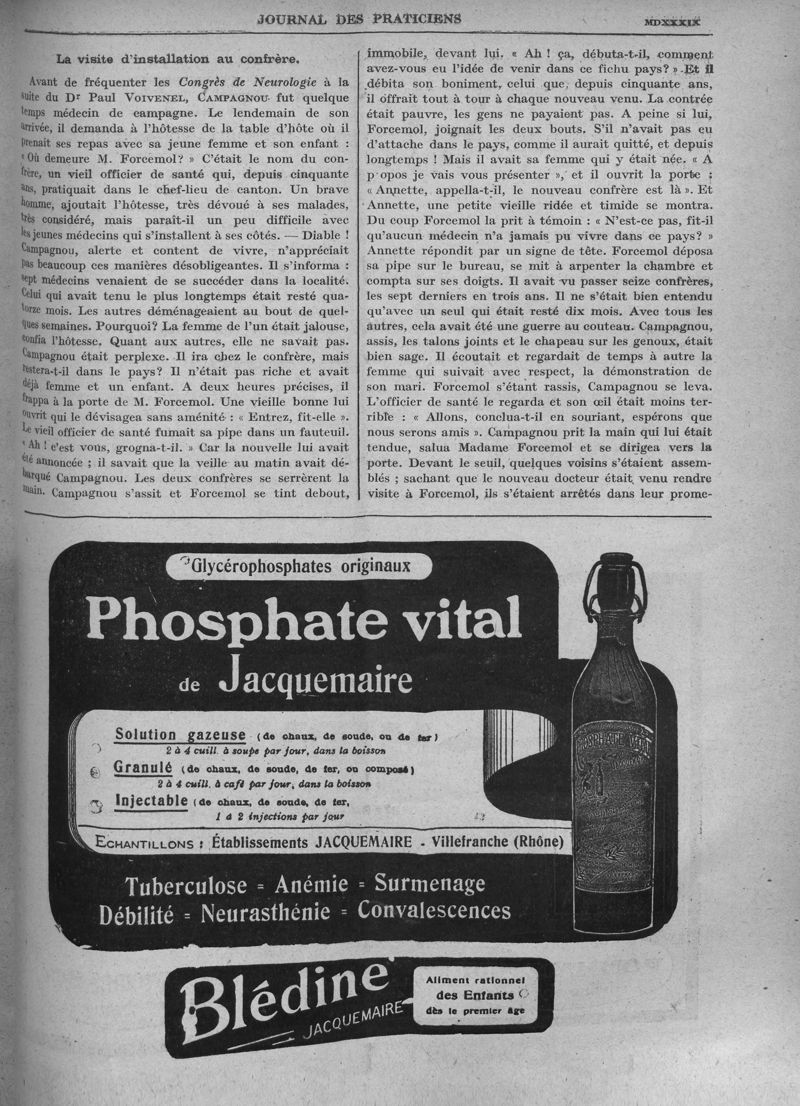 JOURNAL DES PRATICIENS
MDXXXIX
La visite d'installation au confrère.
Avant de fréquenter les Congrès de Neurologie à la
suite du Dr Paul VOIVENEL, CAMPAGNOU fut quelque
temps médecin de campagne. Le lendemain de son
arrivée, il demanda à l'hôtesse de la table d'hôte où il
prenait ses repas avec sa jeune femme et son enfant :
« Où demeure M. Forcemol? » C'était le nom du con-
frère, un vieil officier de santé qui, depuis cinquante
ans, pratiquait dans le chef-lieu de canton. Un brave
homme, ajoutait l'hôtesse, très dévoué à ses malades,
très considéré, mais paraît-il un peu difficile avec
les jeunes médecins qui s'installent à ses côtés. — Diable !
Campagnou, alerte et content de vivre, n'appréciait
pas beaucoup ces manières désobligeantes. Il s'informa :
sept médecins venaient de se succéder dans la localité.
Celui qui avait tenu le plus longtemps était resté qua-
torze mois. Les autres déménageaient au bout de quel-
ques semaines. Pourquoi? La femme de l'un était jalouse,
confia l'hôtesse. Quant aux autres, elle ne savait pas.
Campagnou était perplexe. Il ira chez le confrère, mais
restera-t-il dans le pays? Il n'était pas riche et avait
déjà femme et un enfant. A deux heures précises, il
frappa à la porte de M. Forcemol. Une vieille bonne lui
ouvrit qui le dévisagea sans aménité : « Entrez, fit-elle ».
Le vieil officier de santé fumait sa pipe dans un fauteuil.
« Ah ! c'est vous, grogna-t-il. » Car la nouvelle lui avait
été annoncée ; il savait que la veille au matin avait dé-
barqué Campagnou. Les deux confrères se serrèrent la
main. Campagnou s'assit et Forcemol se tint debout,
immobile, devant lui. « Ah ! ça, débuta-t-il, comment
avez-vous eu l'idée de venir dans ce fichu pays? » Et il
débita son boniment, celui que, depuis cinquante ans,
il offrait tout à tour à chaque nouveau venu. La contrée
était pauvre, les gens ne payaient pas. A peine si lui,
Forcemol, joignait les deux bouts. S'il n'avait pas eu
d'attache dans le pays, comme il aurait quitté, et depuis
longtemps ! Mais il avait sa femme qui y était née. « A
p opos je vais vous présenter », et il ouvrit la porte :
« Annette, appella-t-il, le nouveau confrère est là ». Et
Annette, une petite vieille ridée et timide se montra.
Du coup Forcemol la prit à témoin : « N'est-ce pas, fit-il
qu'aucun médecin n'a jamais pu vivre dans ce pays? »
Annette répondit par un signe de tête. Forcemol déposa
sa pipe sur le bureau, se mit à arpenter la chambre et
compta sur ses doigts. Il avait vu passer seize confrères,
les sept derniers en trois ans. Il ne s'était bien entendu
qu'avec un seul qui était resté dix mois. Avec tous les
autres, cela avait été une guerre au couteau. Campagnou,
assis, les talons joints et le chapeau sur les genoux, était
bien sage. Il écoutait et regardait de temps à autre la
femme qui suivait avec respect, la démonstration de
son mari. Forcemol s'étant rassis, Campagnou se leva.
L'officier de santé le regarda et son œil était moins ter-
rible : « Allons, conclua-t-il en souriant, espérons que
nous serons amis ». Campagnou prit la main qui lui était
tendue, salua Madame Forcemol et se dirigea vers la
porte. Devant le seuil, quelques voisins s'étaient assem-
blés ; sachant que le nouveau docteur était venu rendre
visite à Forcemol, ils s'étaient arrêtés dans leur prome-
Glycérophosphates originaux
Phosphate vital
de Jacquemaire
Solution gazeuse (de chaux, de soude, ou de fer)
2 à 4 cuill. à soupe par jour, dans la boisson
Granulé (de chaux, de soude, de fer, ou composé)
2 à 4 cuill. à café par jour, dans la boisson
Injectable (de chaux, de soude, de fer,
1 à 2 injections par jour
ECHANTILLONS : Établissements JACQUEMAIRE - Villefranche (Rhône)
Tuberculose = Anémie = Surmenage
Débilité = Neurasthénie = Convalescences
PHOSPHATE VITAL
Blédine
JACQUEMAIRE
Aliment rationnel
des Enfants
dès le premier âge